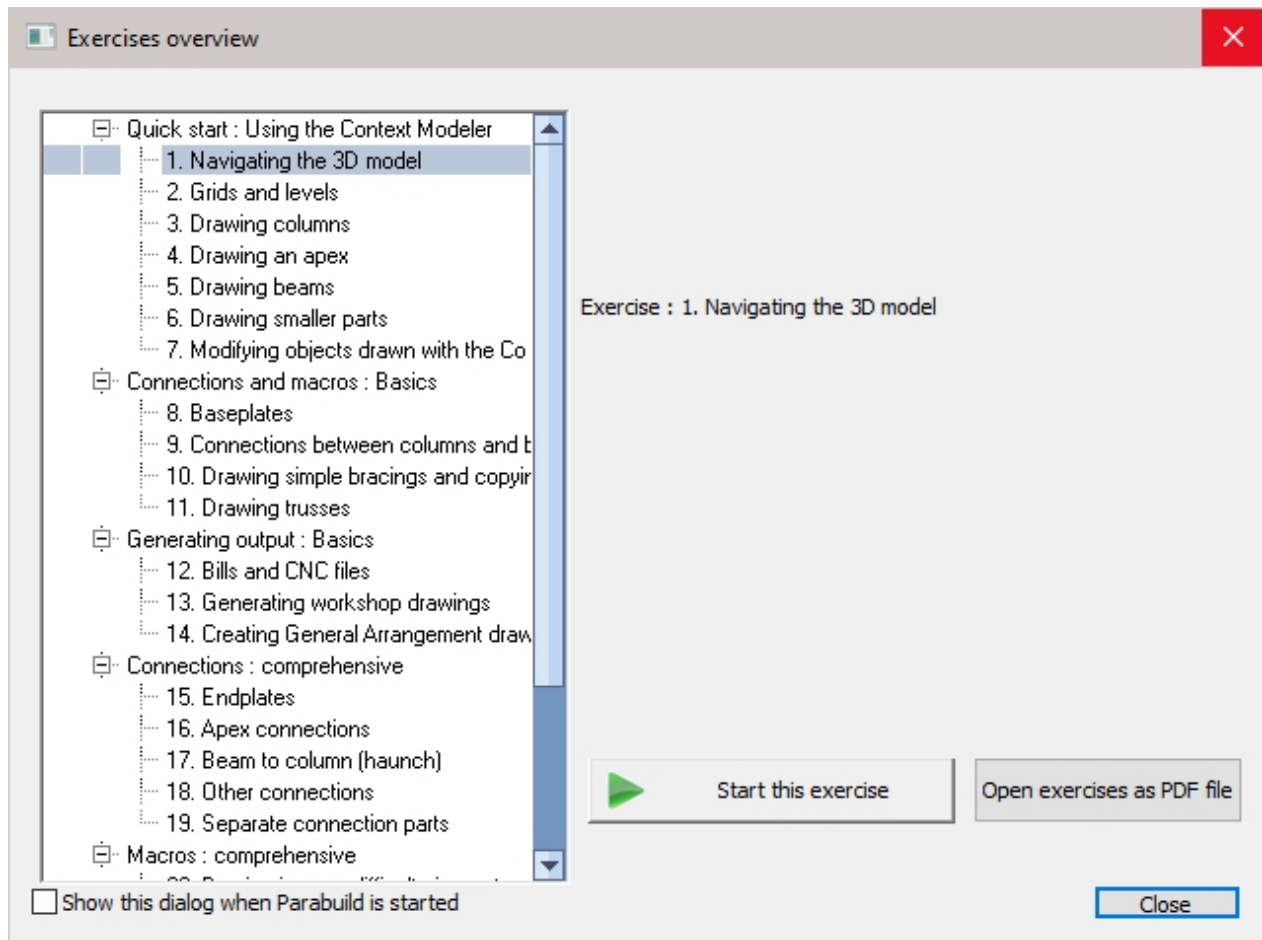 Exercises overview
Quick start : Using the Context Modeler
1. Navigating the 3D model
2. Grids and levels
3. Drawing columns
4. Drawing an apex
5. Drawing beams
6. Drawing smaller parts
7. Modifying objects drawn with the Co
Connections and macros : Basics
8. Baseplates
9. Connections between columns and b
10. Drawing simple bracings and copyin
11. Drawing trusses
Generating output : Basics
12. Bills and CNC files
13. Generating workshop drawings
14. Creating General Arrangement draw
Connections : comprehensive
15. Endplates
16. Apex connections
17. Beam to column (haunch)
18. Other connections
19. Separate connection parts
Macros : comprehensive
Exercise : 1. Navigating the 3D model
Start this exercise
Open exercises as PDF file
Show this dialog when Parabuild is started
Close